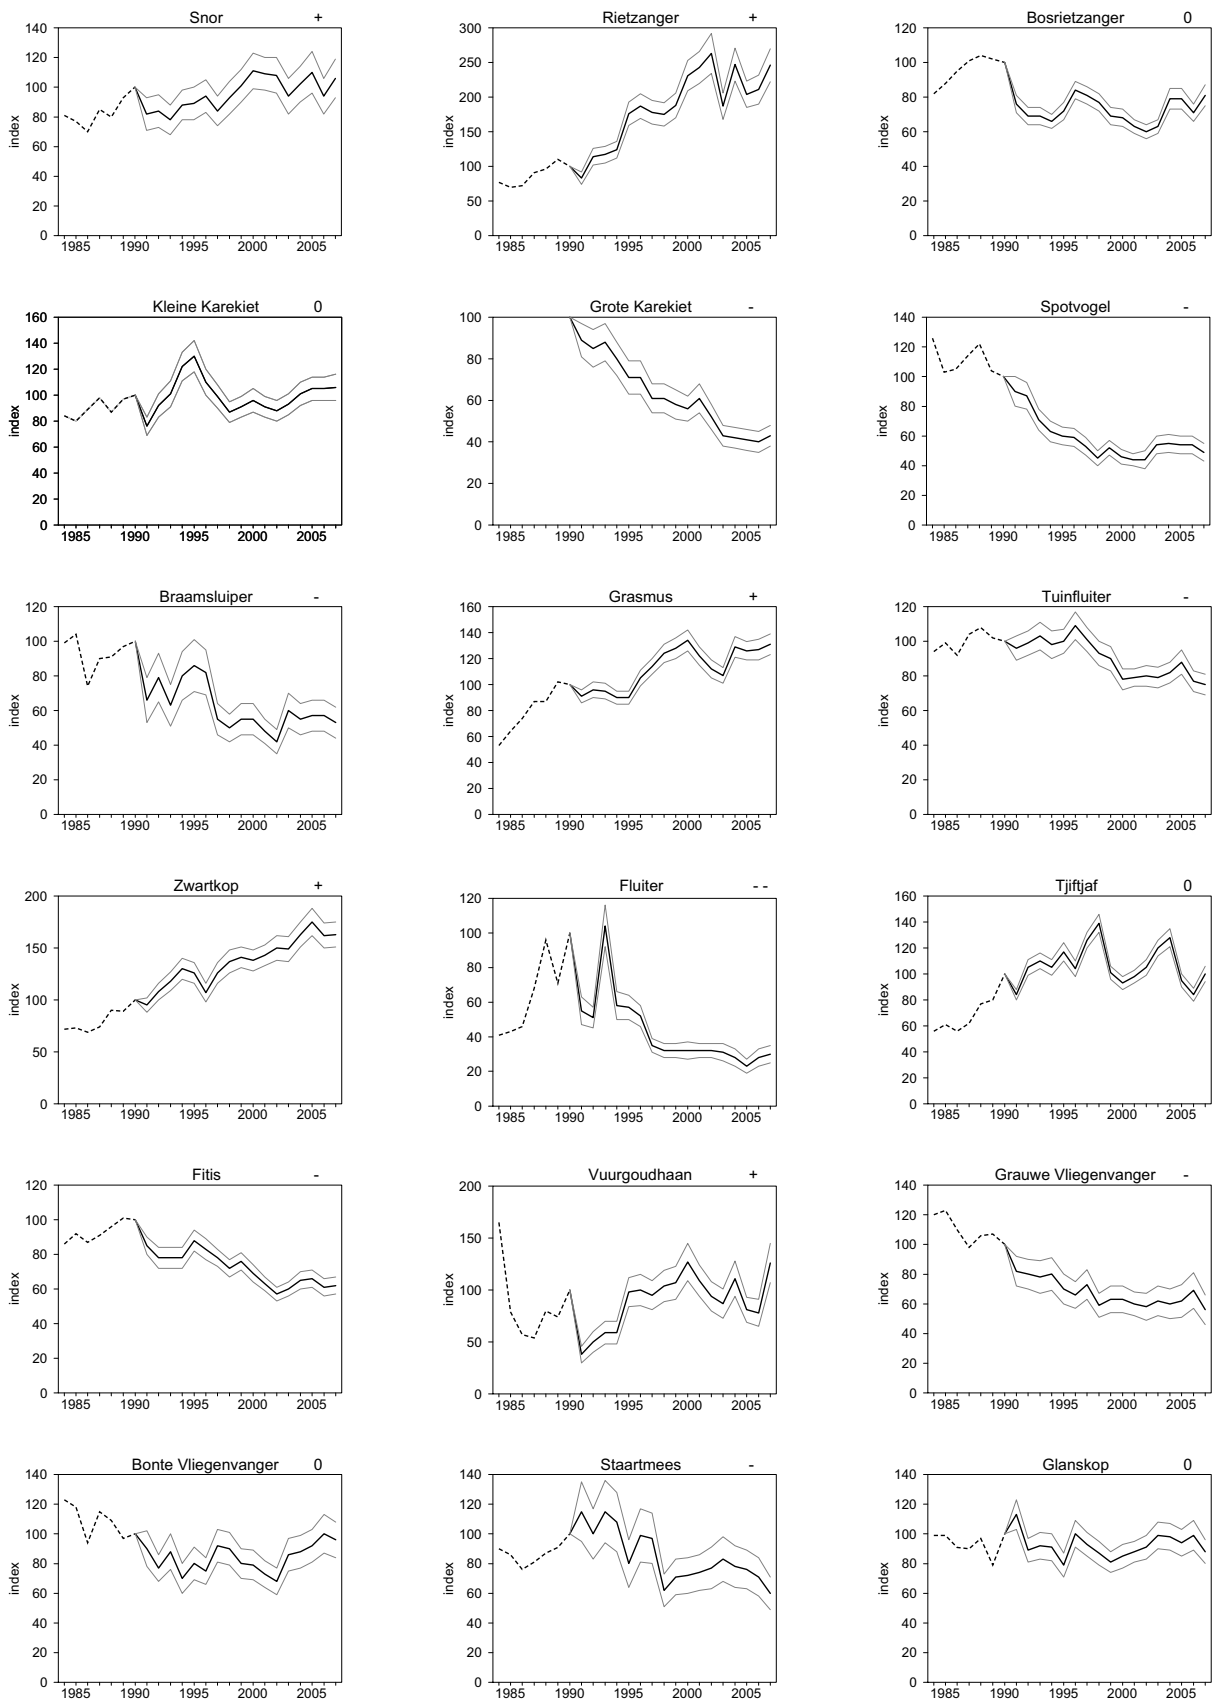 Snor +
140
120
100
80
60
40
20
0
index
1985 1990 1995 2000 2005
Rietzanger +
300
250
200
150
100
50
0
index
1985 1990 1995 2000 2005
Bosrietzanger 0
120
100
80
60
40
20
0
index
1985 1990 1995 2000 2005
Kleine Karekiet 0
160
140
120
100
80
60
40
20
0
index
1985 1990 1995 2000 2005
Grote Karekiet -
100
80
60
40
20
0
index
1985 1990 1995 2000 2005
Spotvogel -
140
120
100
80
60
40
20
0
index
1985 1990 1995 2000 2005
Braamsluiper -
120
100
80
60
40
20
0
index
1985 1990 1995 2000 2005
Grasmus +
160
140
120
100
80
60
40
20
0
index
1985 1990 1995 2000 2005
Tuinfluiter -
120
100
80
60
40
20
0
index
1985 1990 1995 2000 2005
Zwartkop +
200
150
100
50
0
index
1985 1990 1995 2000 2005
Fluiter - -
120
100
80
60
40
20
0
index
1985 1990 1995 2000 2005
Tjiftjaf 0
160
140
120
100
80
60
40
20
0
index
1985 1990 1995 2000 2005
Fitis -
120
100
80
60
40
20
0
index
1985 1990 1995 2000 2005
Vuurgoudhaan +
200
150
100
50
0
index
1985 1990 1995 2000 2005
Grauwe Vliegenvanger -
140
120
100
80
60
40
20
0
index
1985 1990 1995 2000 2005
Bonte Vliegenvanger 0
140
120
100
80
60
40
20
0
index
1985 1990 1995 2000 2005
Staartmees -
140
120
100
80
60
40
20
0
index
1985 1990 1995 2000 2005
Glanskop 0
140
120
100
80
60
40
20
0
index
1985 1990 1995 2000 2005